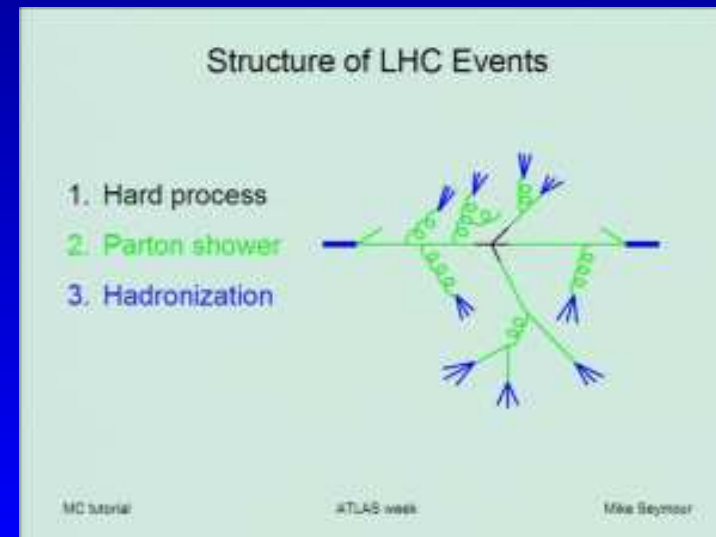 Structure of LHC Events
1. Hard process
2. Parton shower
3. Hadronization
MC tutorial
ATLAS week
Mike Seymour